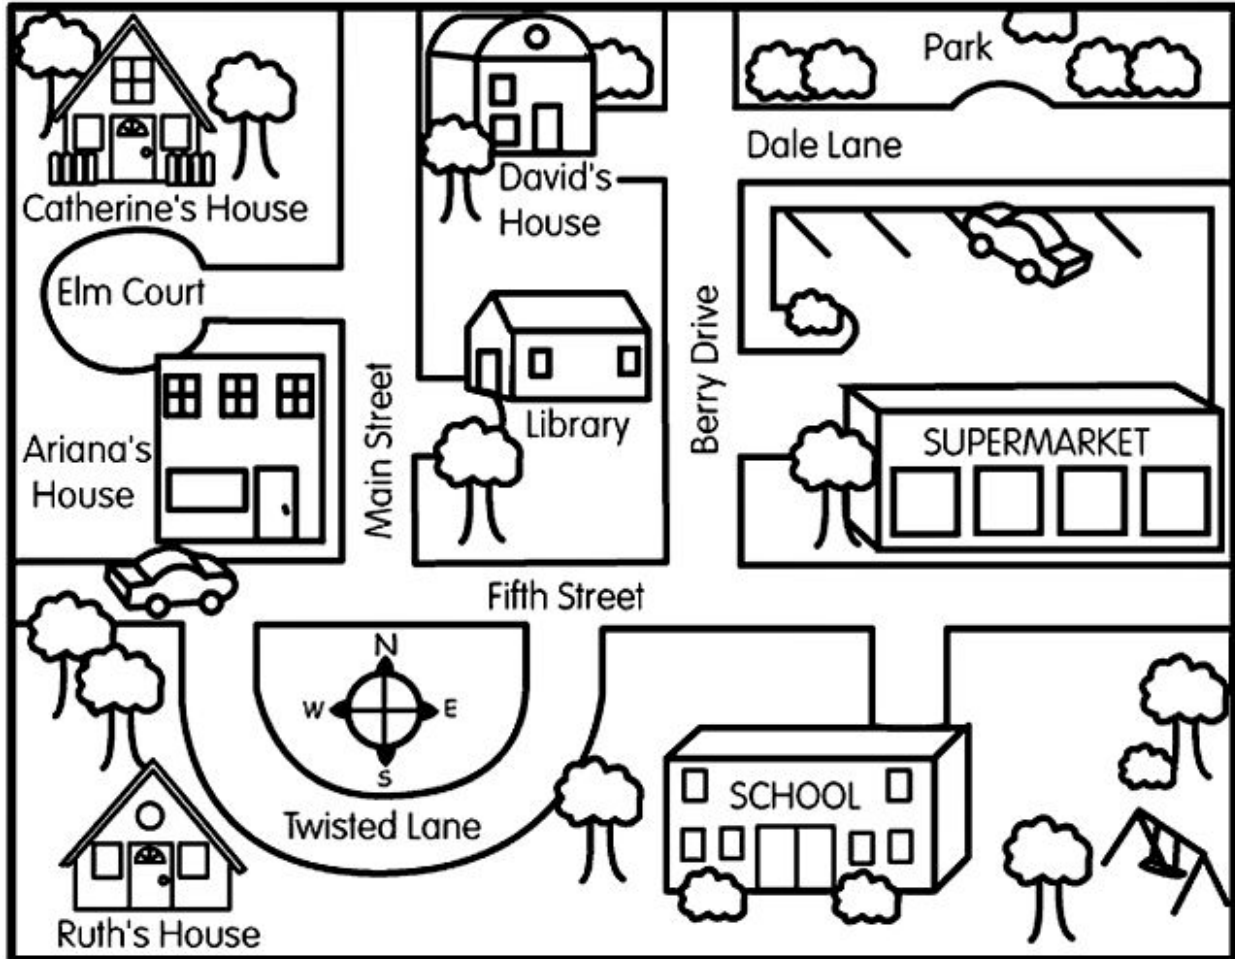 Park
Dale Lane
Catherine's House
David's
House
Elm Court
Main Street
Berry Drive
Ariana's
House
Library
SUPERMARKET
Fifth Street
N
W
E
S
Twisted Lane
SCHOOL
Ruth's House